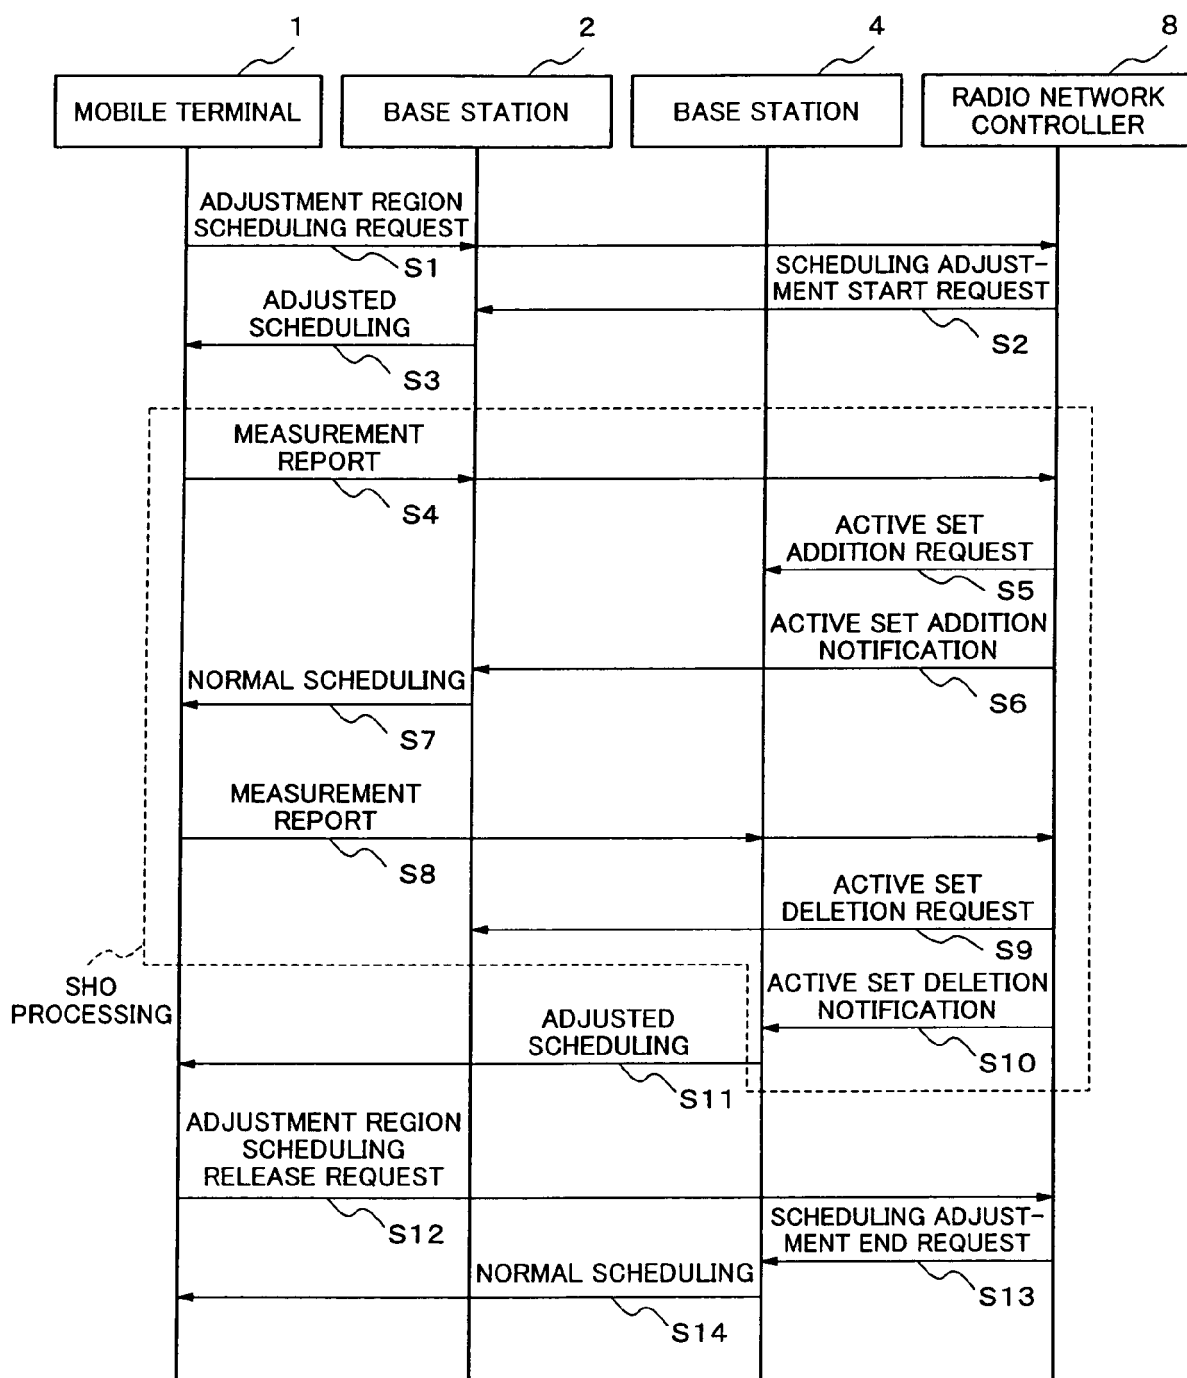 1
2
4
8
MOBILE TERMINAL
BASE STATION
BASE STATION
RADIO NETWORK
CONTROLLER
ADJUSTMENT REGION
SCHEDULING REQUEST
S1
SCHEDULING ADJUST-
MENT START REQUEST
S2
ADJUSTED
SCHEDULING
S3
MEASUREMENT
REPORT
S4
ACTIVE SET
ADDITION REQUEST
S5
ACTIVE SET ADDITION
NOTIFICATION
S6
NORMAL SCHEDULING
S7
MEASUREMENT
REPORT
S8
ACTIVE SET
DELETION REQUEST
S9
SHO
PROCESSING
ACTIVE SET DELETION
NOTIFICATION
S10
ADJUSTED
SCHEDULING
S11
ADJUSTMENT REGION
SCHEDULING
RELEASE REQUEST
S12
SCHEDULING ADJUST-
MENT END REQUEST
S13
NORMAL SCHEDULING
S14